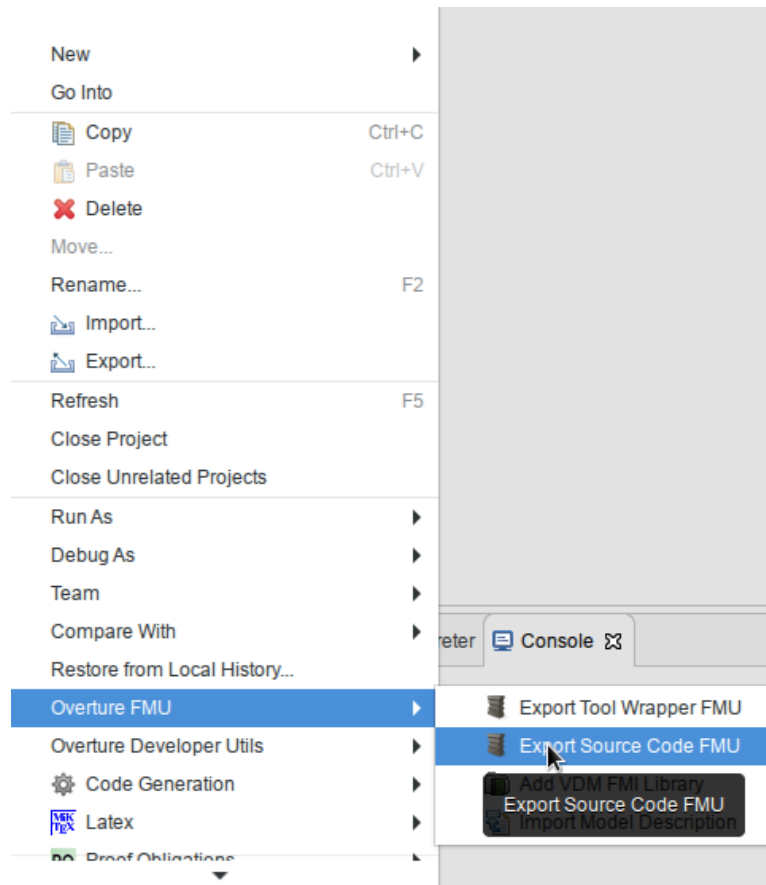 New
Go Into
Copy Ctrl+C
Paste Ctrl+V
Delete
Move...
Rename... F2
Import...
Export...
Refresh F5
Close Project
Close Unrelated Projects
Run As
Debug As
Team
Compare With
reter Console
Restore from Local History...
Overture FMU
Export Tool Wrapper FMU
Overture Developer Utils
Export Source Code FMU
Code Generation
Add VDM FMI Library
Export Source Code FMU
Latex
Import Model Description
Proof Obligations